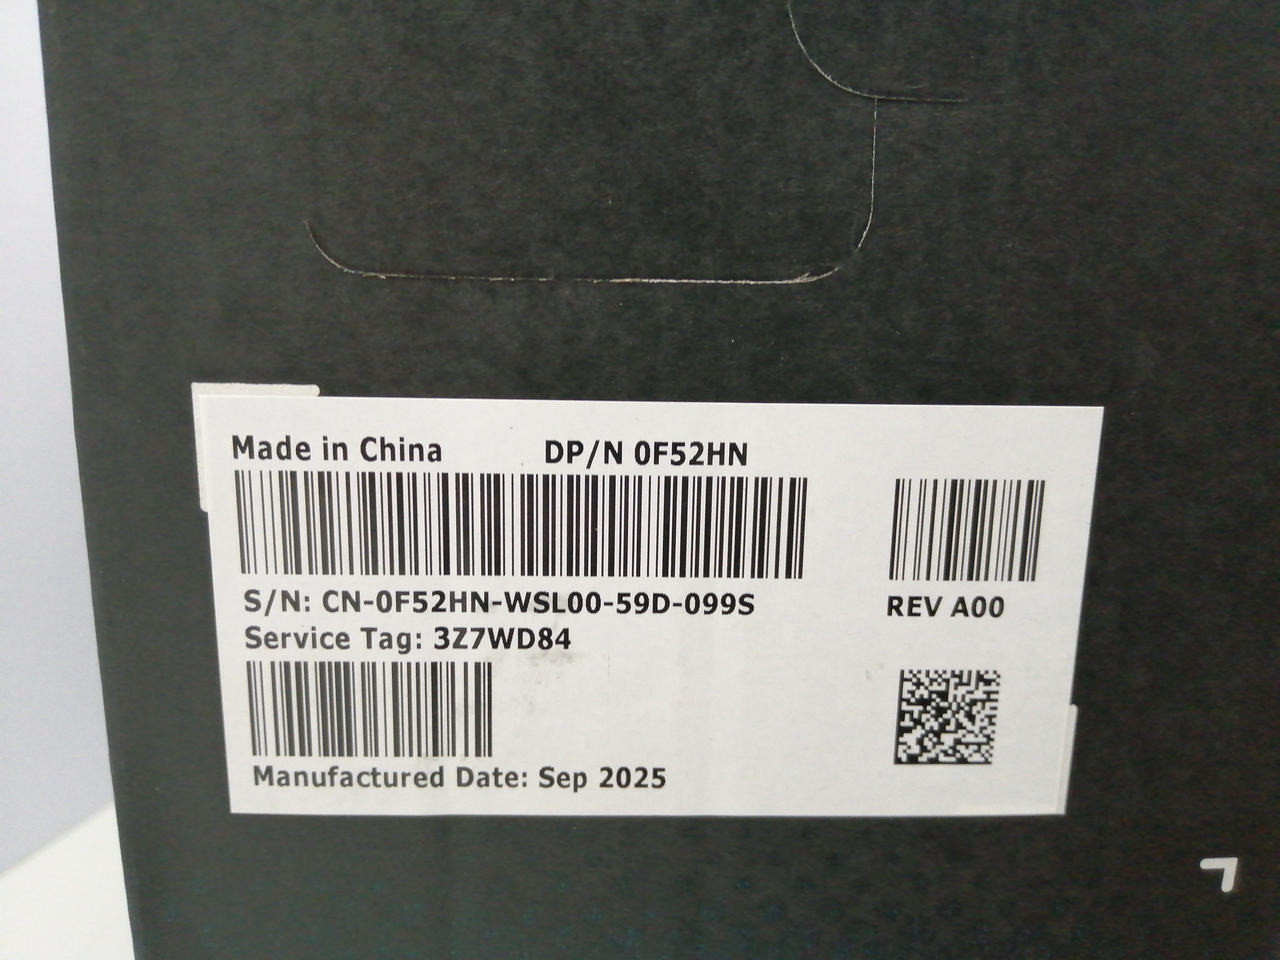 Made in China DP/N 0F52HN
S/N: CN-0F52HN-WSL00-59D-099S
REV A00
Service Tag: 3Z7WD84
Manufactured Date: Sep 2025